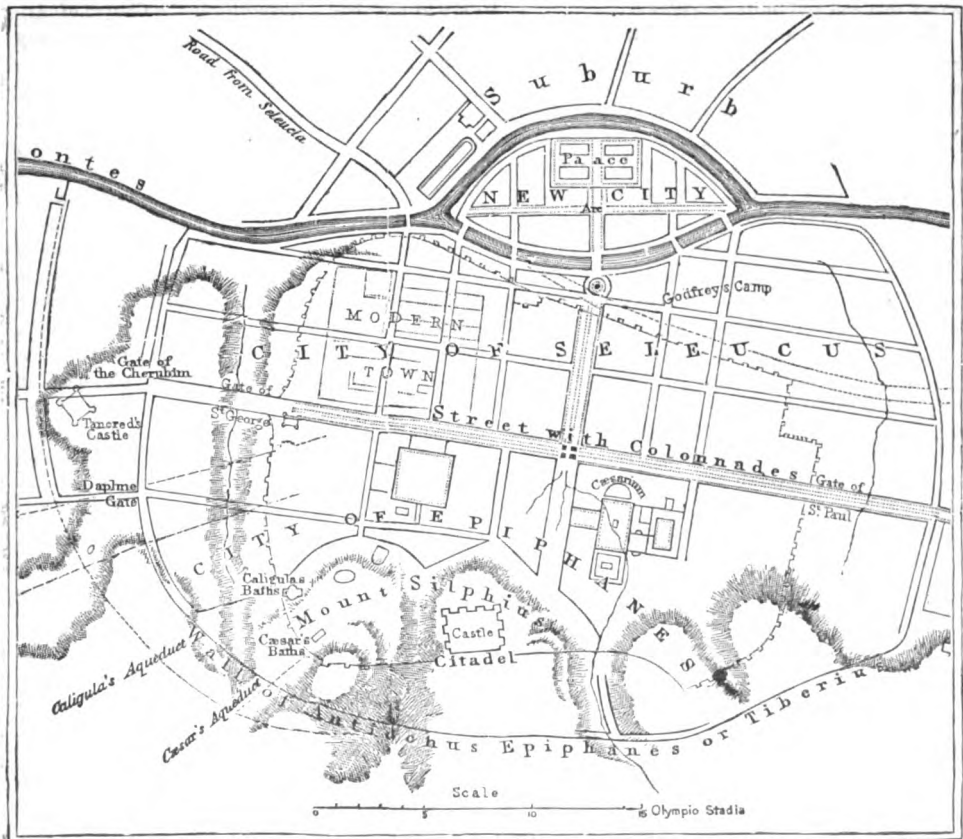 Road from Seleucia
Suburb
ontes
Palace
NEW CITY
Arc
Godfrey's Camp
MODERN
CITY OF SELEUCUS
TOWN
Gate of
the Cherubim
Gate of
St. George
Tancred's
Castle
Street with Colonnades
Gate of
St. Paul
Daphne
Gate
Cæsarium
CITY OF EPIPHANES
Caligula's
Baths
Mount Silphius
Castle
Cæsar's
Baths
Citadel
Caligula's Aqueduct
Cæsar's Aqueduct
Wall of Antiochus Epiphanes or Tiberiu
Scale
0 5 10 15 Olympio Stadia